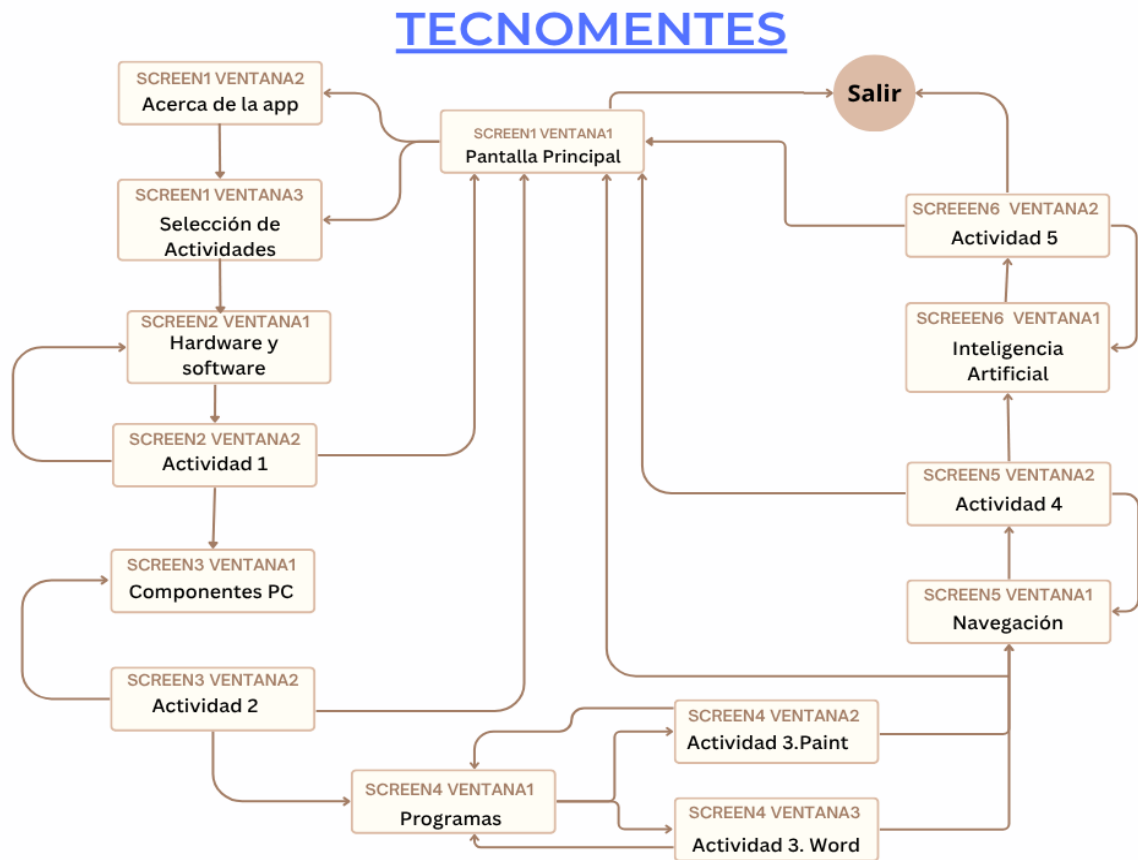 TECNOMENTES
SCREEN1 VENTANA2
Acerca de la app
SCREEN1 VENTANA3
Selección de
Actividades
SCREEN2 VENTANA1
Hardware y
software
SCREEN2 VENTANA2
Actividad 1
SCREEN3 VENTANA1
Componentes PC
SCREEN3 VENTANA2
Actividad 2
SCREEN4 VENTANA1
Programas
SCREEN4 VENTANA2
Actividad 3.Paint
SCREEN4 VENTANA3
Actividad 3. Word
SCREEN5 VENTANA1
Navegación
SCREEN5 VENTANA2
Actividad 4
SCREEEN6 VENTANA1
Inteligencia
Artificial
SCREEEN6 VENTANA2
Actividad 5
SCREEN1 VENTANA1
Pantalla Principal
Salir